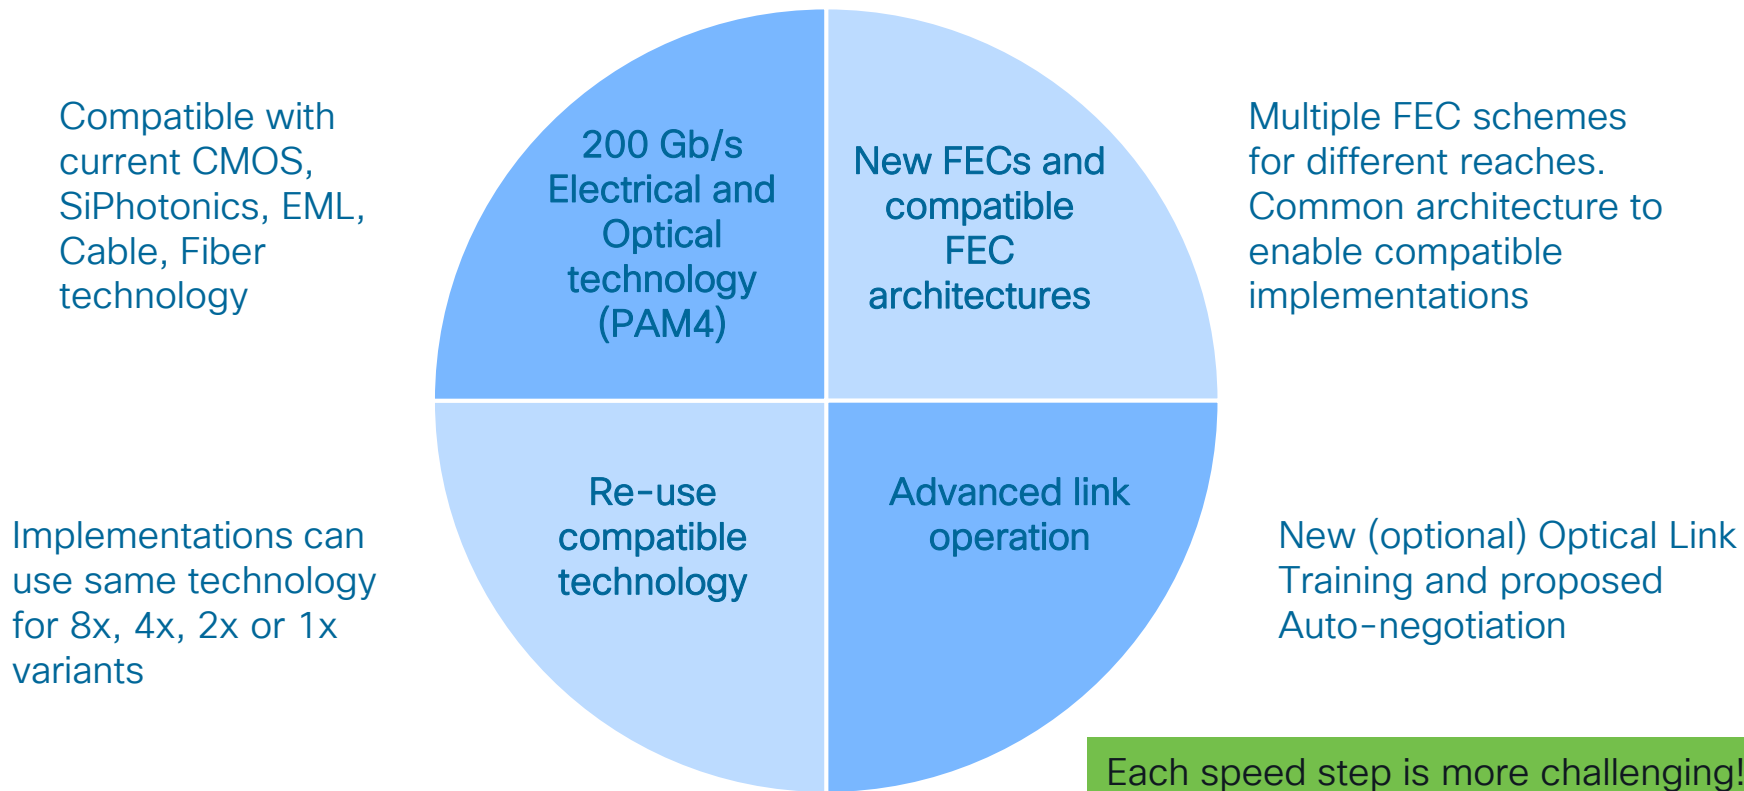 Compatible with
current CMOS,
SiPhotonics, EML,
Cable, Fiber
technology
200 Gb/s
Electrical and
Optical
technology
(PAM4)
New FECs and
compatible
FEC
architectures
Multiple FEC schemes
for different reaches.
Common architecture to
enable compatible
implementations
Implementations can
use same technology
for 8x, 4x, 2x or 1x
variants
Re-use
compatible
technology
Advanced link
operation
New (optional) Optical Link
Training and proposed
Auto-negotiation
Each speed step is more challenging!